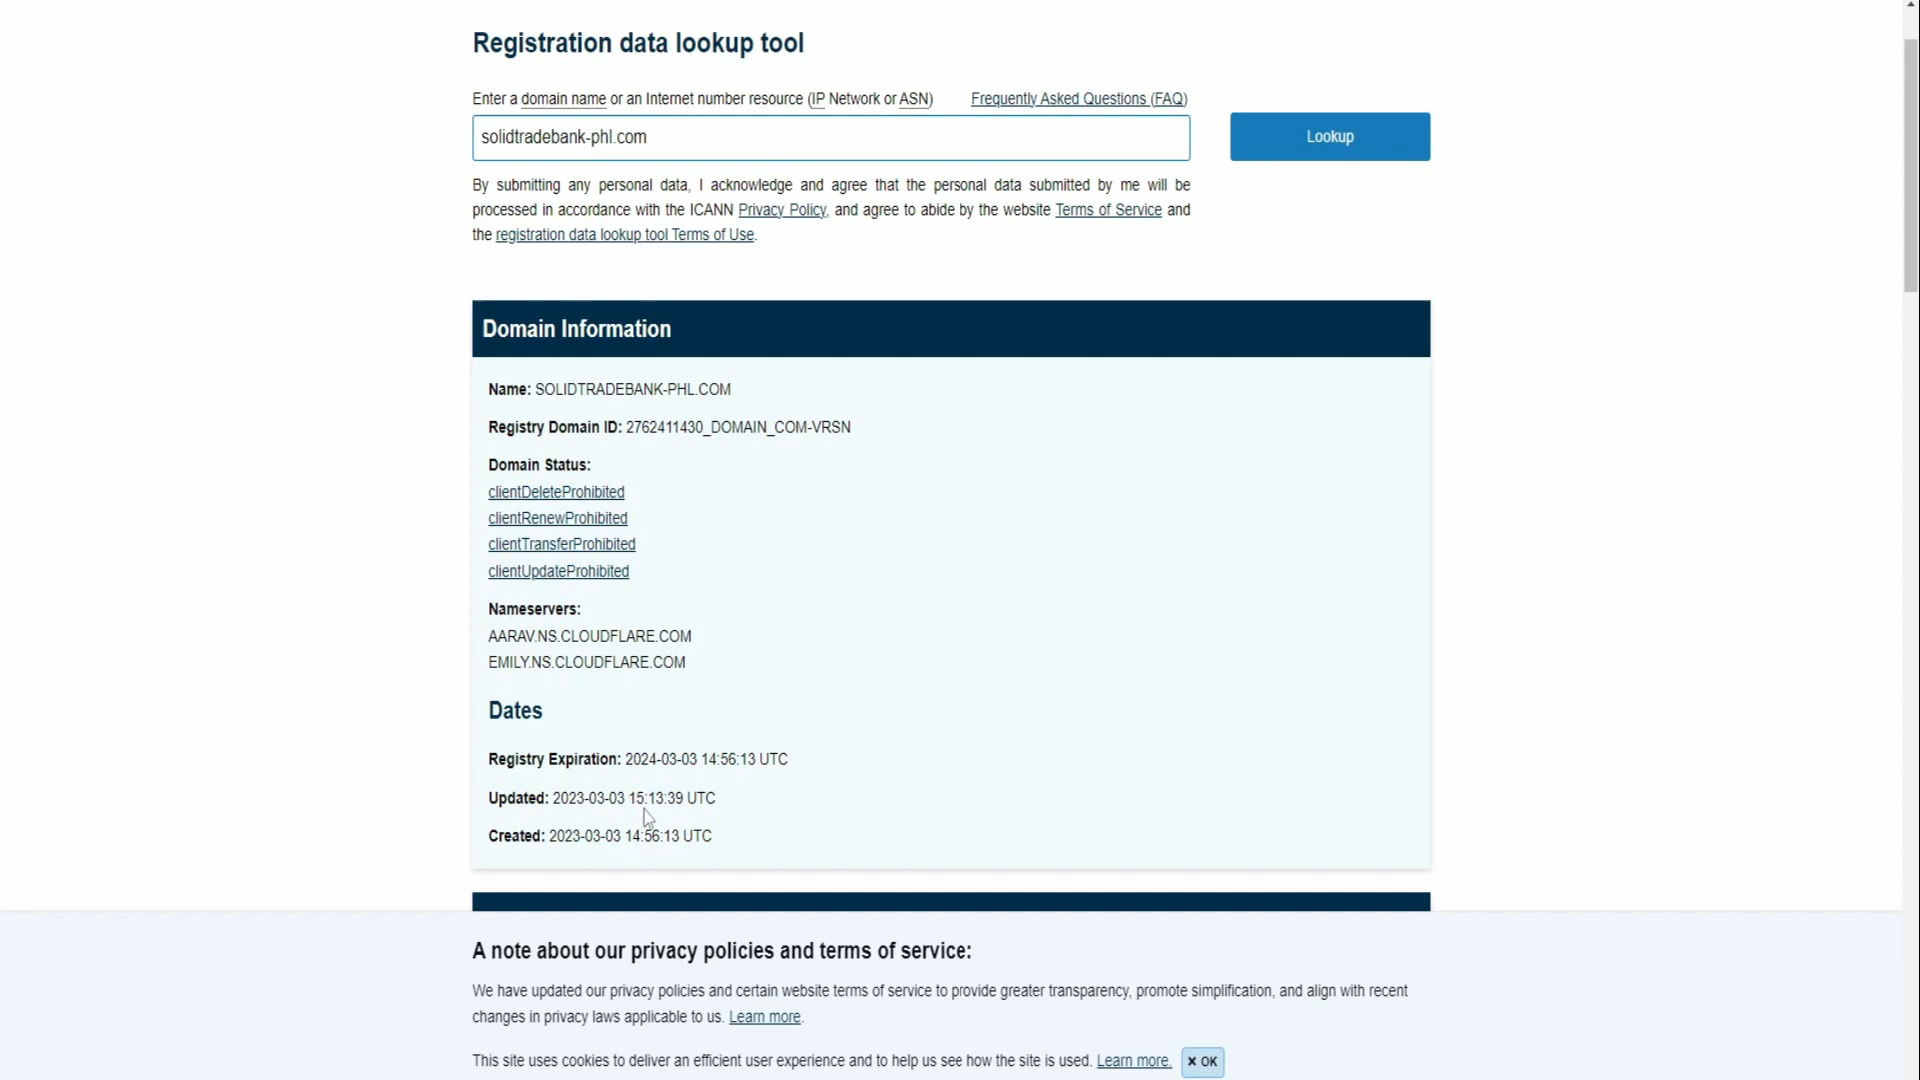 Registration data lookup tool
Enter a domain name or an Internet number resource (IP Network or ASN) Frequently Asked Questions (FAQ)
solidtradebank-phl.com
Lookup
By submitting any personal data, I acknowledge and agree that the personal data submitted by me will be
processed in accordance with the ICANN Privacy Policy, and agree to abide by the website Terms of Service and
the registration data lookup tool Terms of Use.
Domain Information
Name: SOLIDTRADEBANK-PHL.COM
Registry Domain ID: 2762411430_DOMAIN_COM-VRSN
Domain Status:
clientDeleteProhibited
clientRenewProhibited
clientTransferProhibited
clientUpdateProhibited
Nameservers:
AARAV.NS.CLOUDFLARE.COM
EMILY.NS.CLOUDFLARE.COM
Dates
Registry Expiration: 2024-03-03 14:56:13 UTC
Updated: 2023-03-03 15:13:39 UTC
Created: 2023-03-03 14:56:13 UTC
A note about our privacy policies and terms of service:
We have updated our privacy policies and certain website terms of service to provide greater transparency, promote simplification, and align with recent
changes in privacy laws applicable to us. Learn more.
This site uses cookies to deliver an efficient user experience and to help us see how the site is used. Learn more. × OK